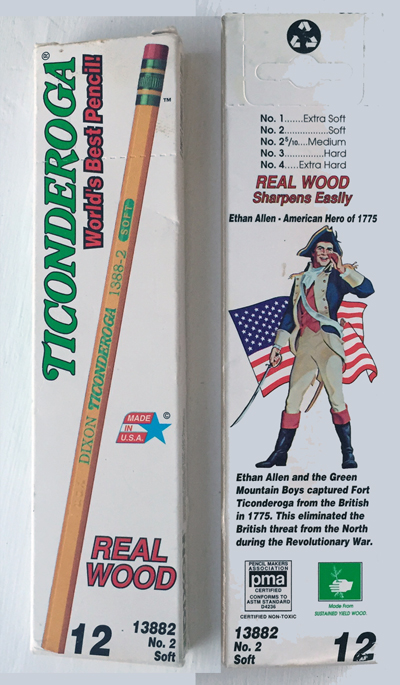 TICONDEROGA®
World's Best Pencil!
TM
DIXON TICONDEROGA 1388-2 SOFT
MADE
IN
U.S.A.
©
REAL
WOOD
12
13882
No. 2
Soft
No. 1.......Extra Soft
No. 2.................Soft
No. 2⁵/₁₀....Medium
No. 3................Hard
No. 4.....Extra Hard
REAL WOOD
Sharpens Easily
Ethan Allen - American Hero of 1775
Ethan Allen and the Green
Mountain Boys captured Fort
Ticonderoga from the British
in 1775. This eliminated the
British threat from the North
during the Revolutionary War.
PENCIL MAKERS
ASSOCIATION
pma
CERTIFIED
CONFORMS TO
ASTM STANDARD
D4236
CERTIFIED NON-TOXIC
Made from
SUSTAINED YIELD WOOD.
13882
No. 2
Soft
12